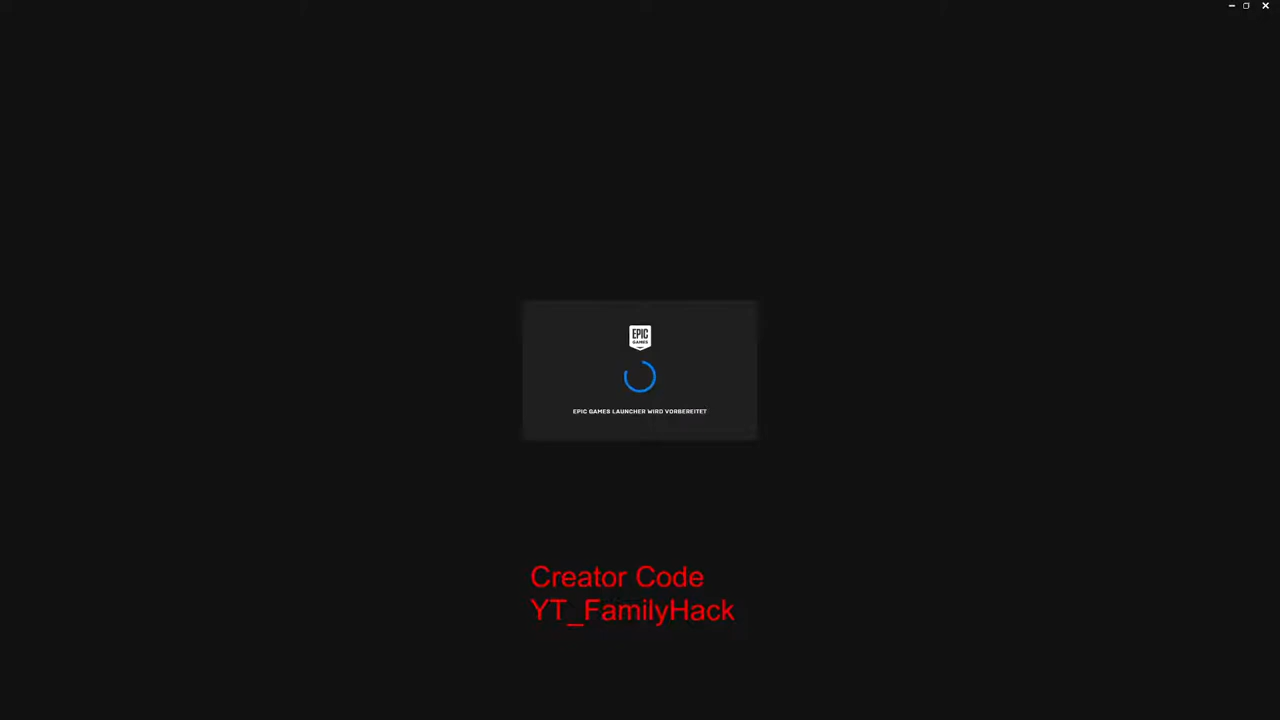 EPIC
GAMES
EPIC GAMES LAUNCHER WIRD VORBEREITET
Creator Code
YT_FamilyHack